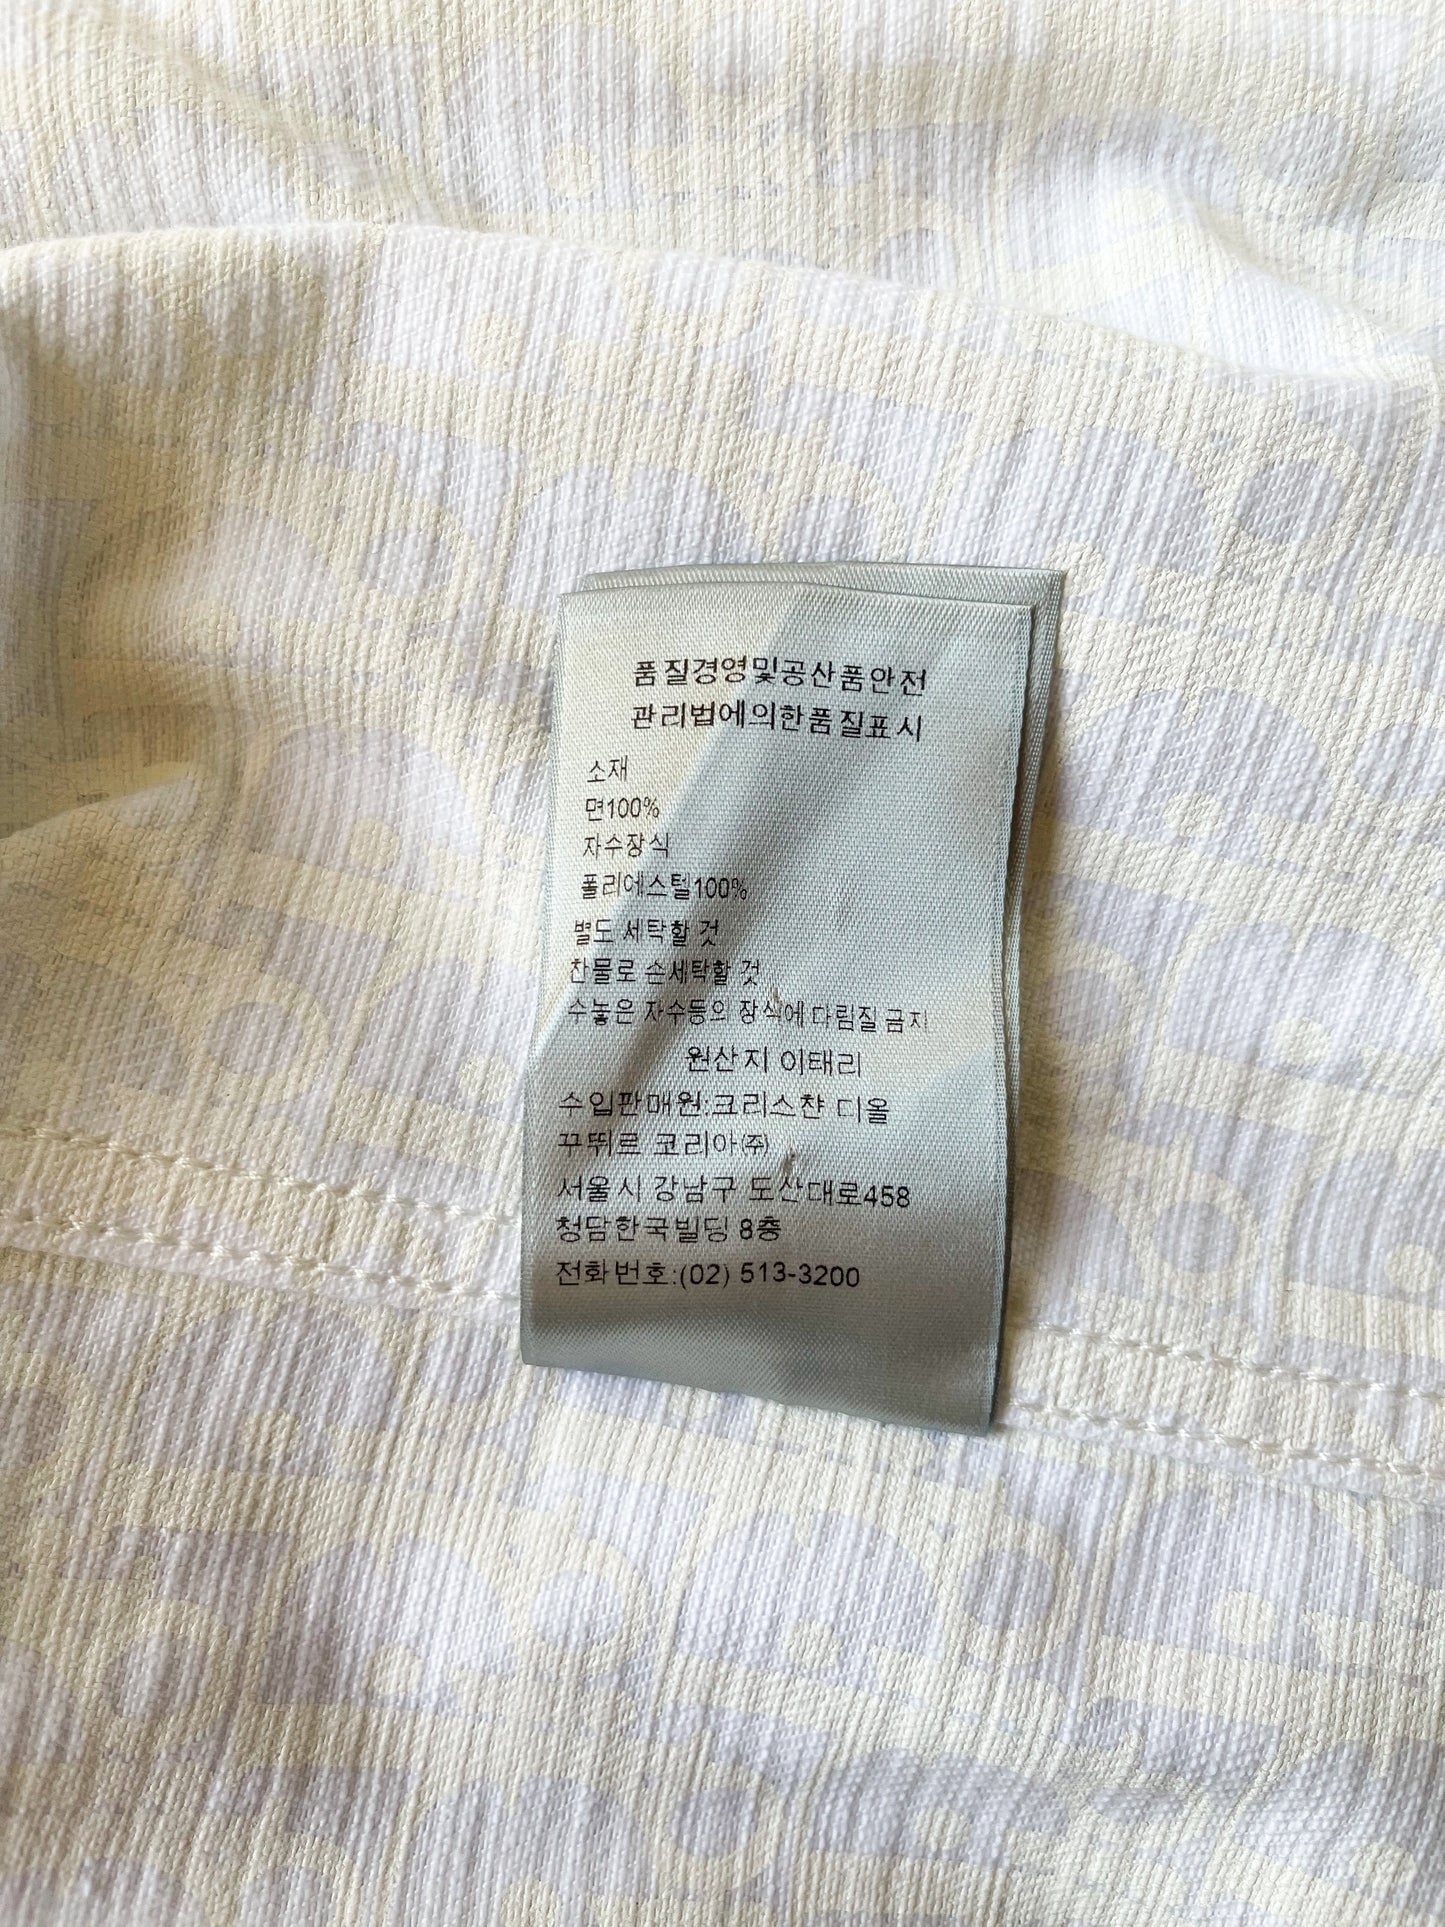 품질경영및공산품안전
관리법에의한품질표시
소재
면100%
자수장식
폴리에스털100%
별도 세탁할 것
찬물로 손세탁할 것
수놓은 자수등의 장식에 다림질 금지
원산지 이태리
수입판매원:크리스챤 디올
꾸뛰르 코리아㈜
서울시 강남구 도산대로458
청담한국빌딩 8층
전화번호:(02) 513-3200